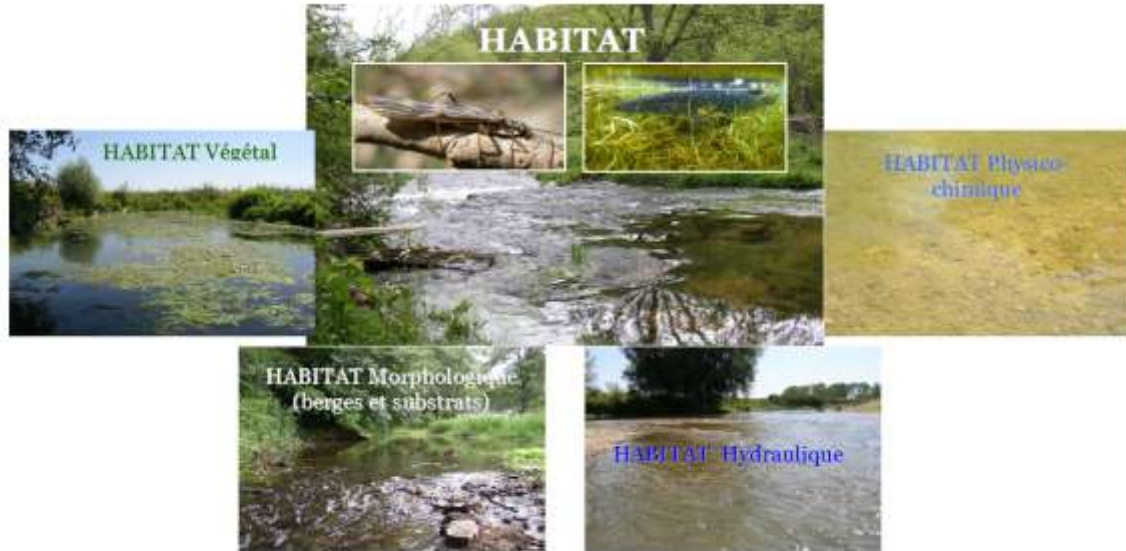 HABITAT
HABITAT Végétal
HABITAT Physico-
chimique
HABITAT Morphologique
(berges et substrats)
HABITAT Hydraulique